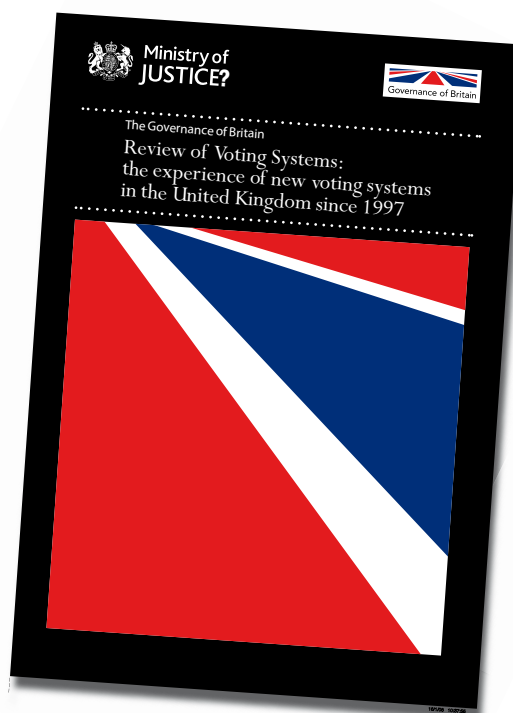 Ministry of
JUSTICE?
Governance of Britain
The Governance of Britain
Review of Voting Systems:
the experience of new voting systems
in the United Kingdom since 1997